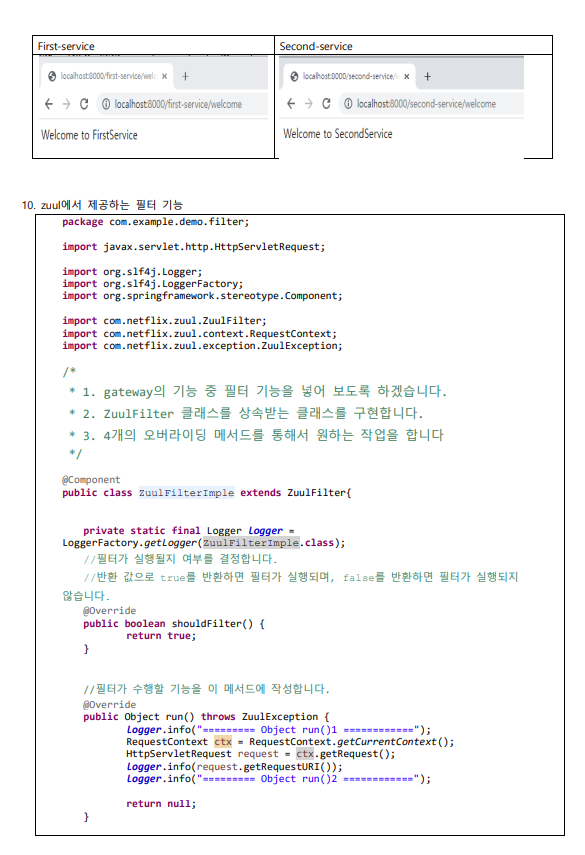 First-service Second-service
localhost:8000/first-service/wel × + localhost:8000/second-service/ × +
localhost:8000/first-service/welcome localhost:8000/second-service/welcome
Welcome to FirstService Welcome to SecondService
10. zuul에서 제공하는 필터 기능
package com.example.demo.filter;
import javax.servlet.http.HttpServletRequest;
import org.slf4j.Logger;
import org.slf4j.LoggerFactory;
import org.springframework.stereotype.Component;
import com.netflix.zuul.ZuulFilter;
import com.netflix.zuul.context.RequestContext;
import com.netflix.zuul.exception.ZuulException;
/*
* 1. gateway의 기능 중 필터 기능을 넣어 보도록 하겠습니다.
* 2. ZuulFilter 클래스를 상속받는 클래스를 구현합니다.
* 3. 4개의 오버라이딩 메서드를 통해서 원하는 작업을 합니다
*/
@Component
public class ZuulFilterImple extends ZuulFilter{
private static final Logger logger =
LoggerFactory.getLogger(ZuulFilterImple.class);
//필터가 실행될지 여부를 결정합니다.
//반환 값으로 true를 반환하면 필터가 실행되며, false를 반환하면 필터가 실행되지
않습니다.
@Override
public boolean shouldFilter() {
return true;
}
//필터가 수행할 기능을 이 메서드에 작성합니다.
@Override
public Object run() throws ZuulException {
logger.info("========= Object run()1 ============");
RequestContext ctx = RequestContext.getCurrentContext();
HttpServletRequest request = ctx.getRequest();
logger.info(request.getRequestURI());
logger.info("========= Object run()2 ============");
return null;
}